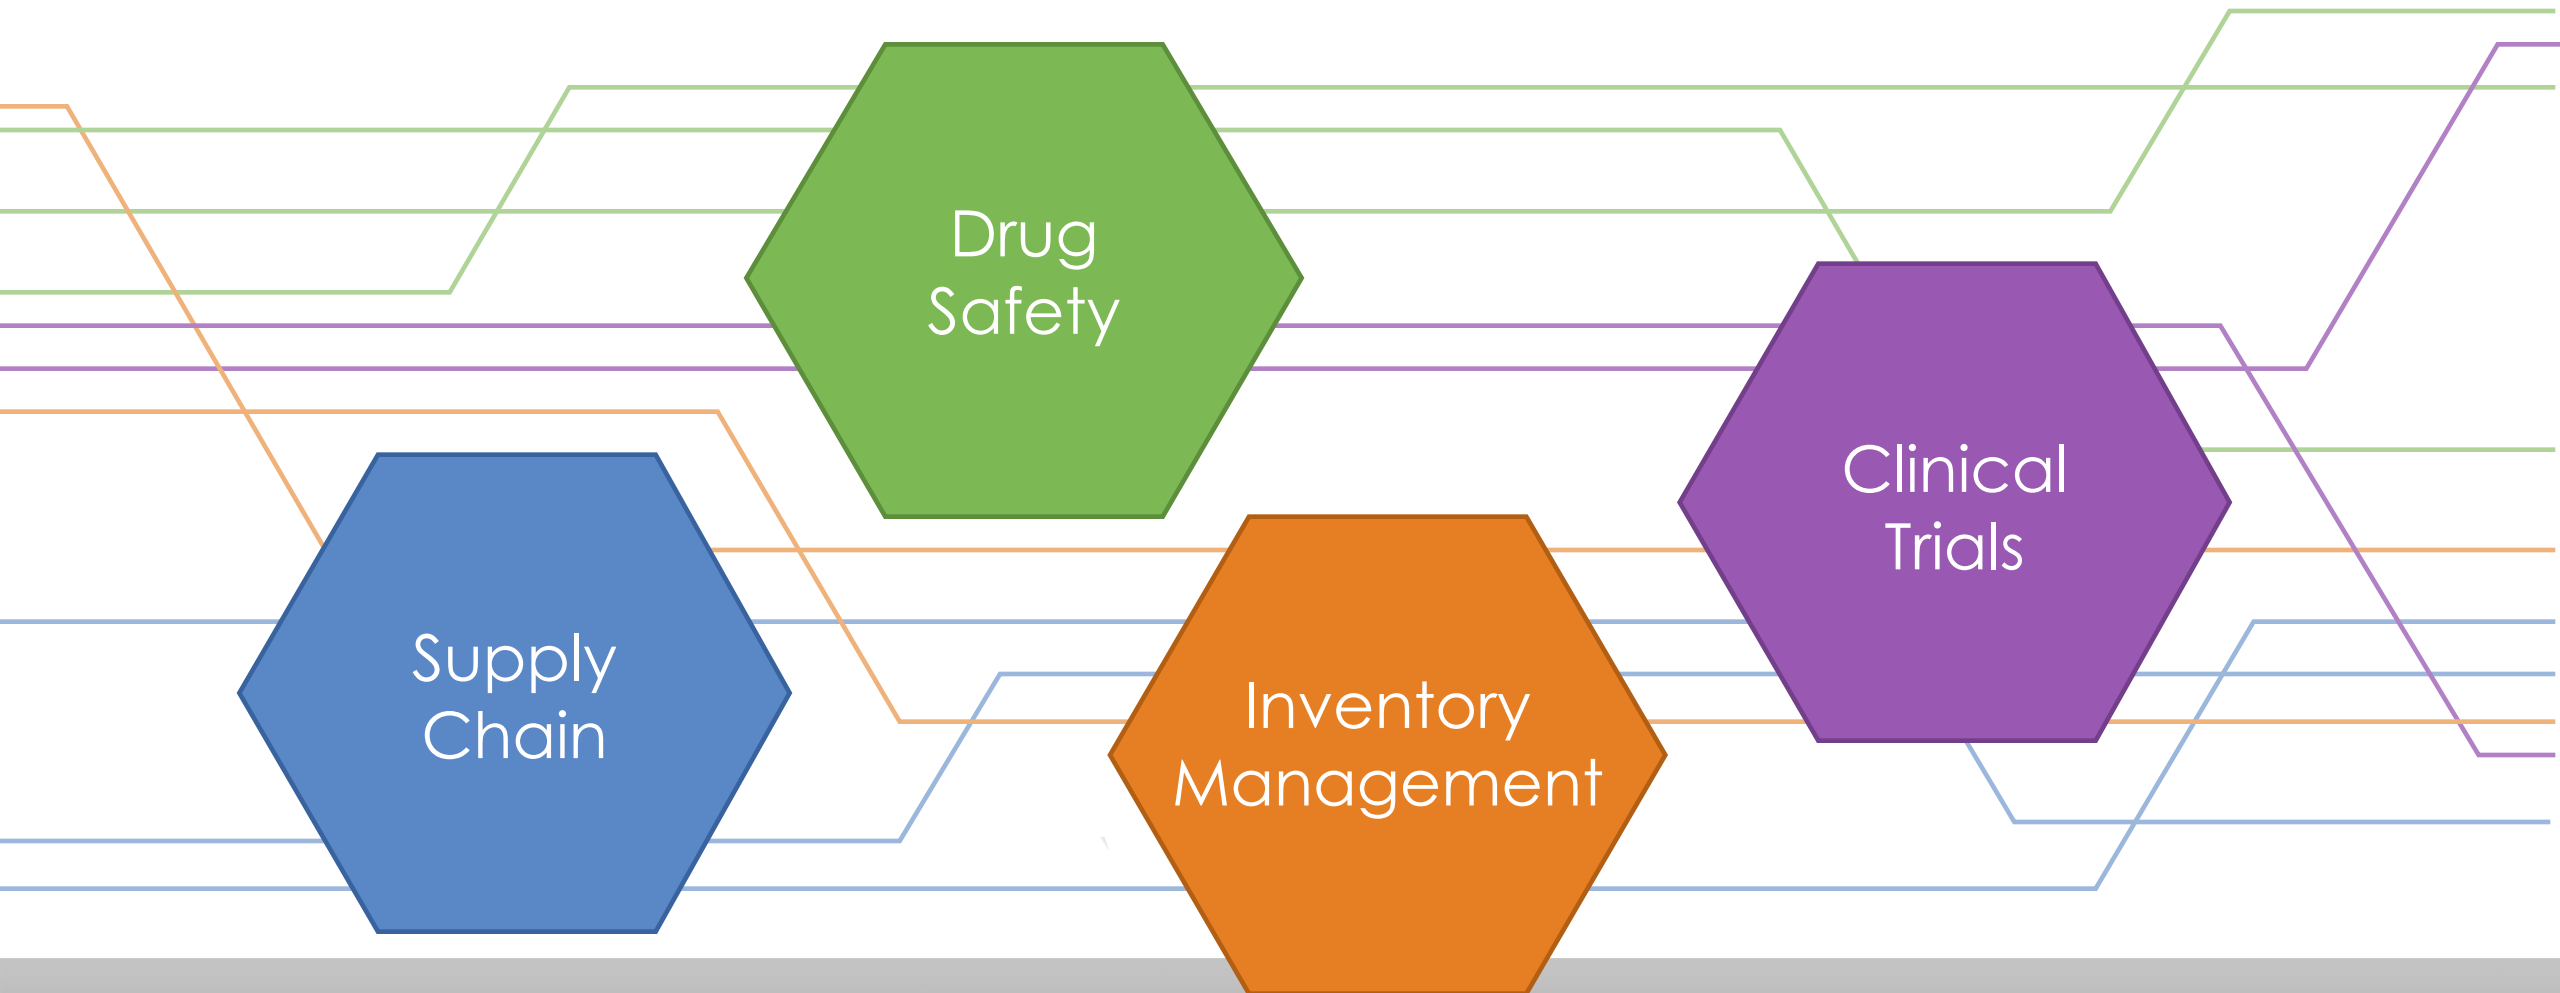 Drug
Safety
Clinical
Trials
Supply
Chain
Inventory
Management